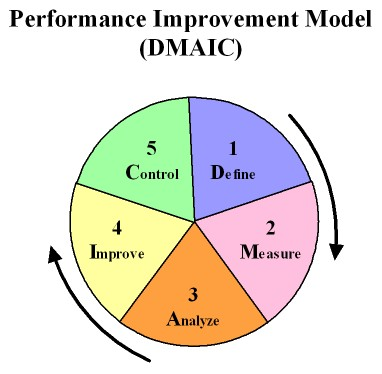 Performance Improvement Model
(DMAIC)
1
Define
2
Measure
3
Analyze
4
Improve
5
Control